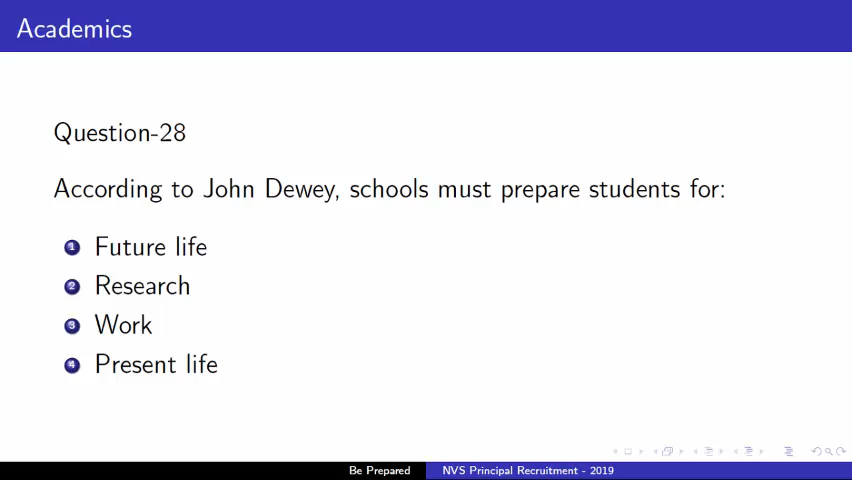 Academics
Question-28
According to John Dewey, schools must prepare students for:
1 Future life
2 Research
3 Work
4 Present life
Be Prepared NVS Principal Recruitment - 2019